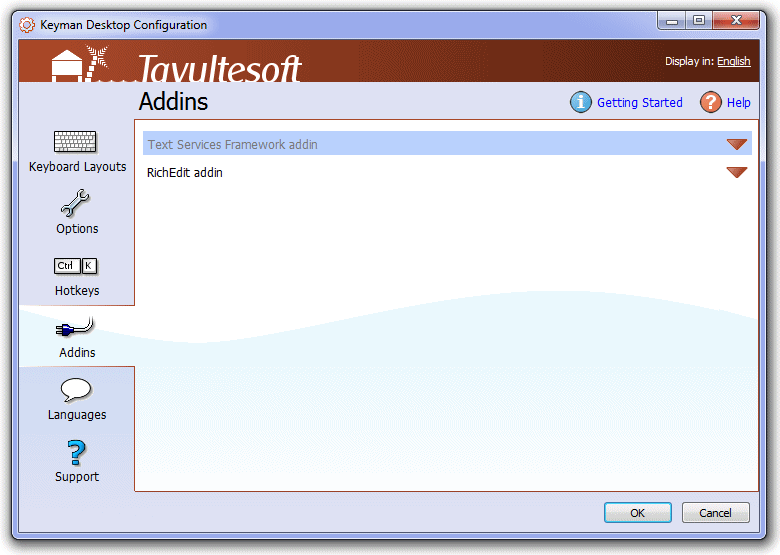 Keyman Desktop Configuration
Tavultesoft
Display in: English
Addins
Getting Started
Help
Keyboard Layouts
Options
Ctrl K
Hotkeys
Addins
Languages
Support
Text Services Framework addin
RichEdit addin
OK
Cancel